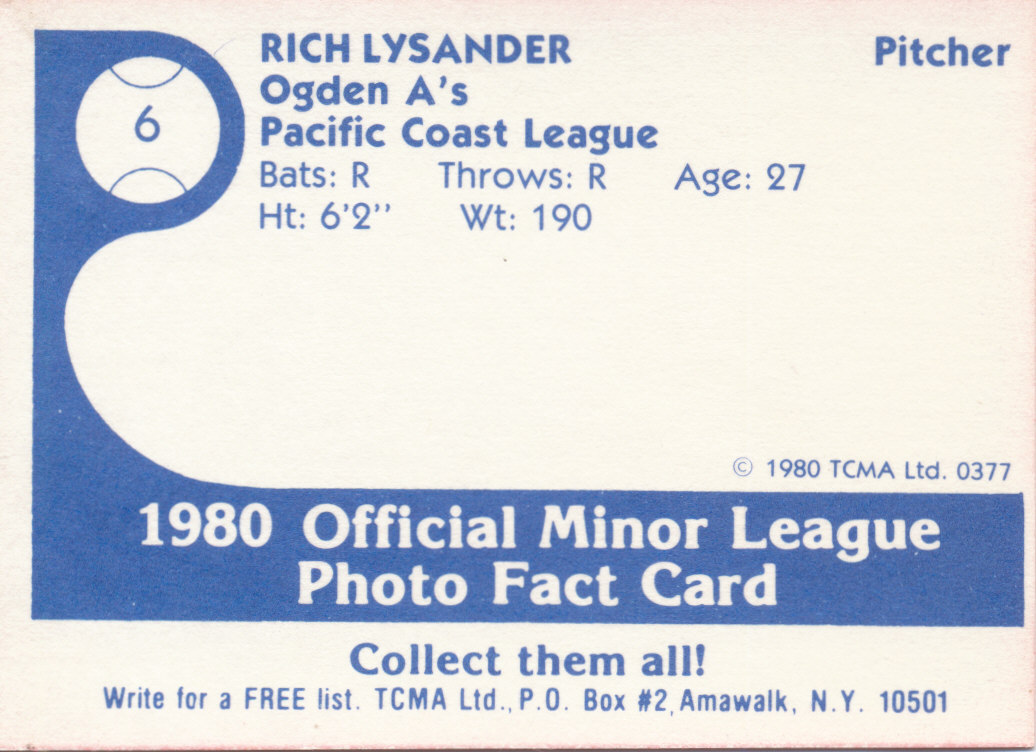 RICH LYSANDER Pitcher
6
Ogden A's
Pacific Coast League
Bats: R Throws: R Age: 27
Ht: 6'2'' Wt: 190
© 1980 TCMA Ltd. 0377
1980 Official Minor League
Photo Fact Card
Collect them all!
Write for a FREE list. TCMA Ltd., P.O. Box #2, Amawalk, N.Y. 10501